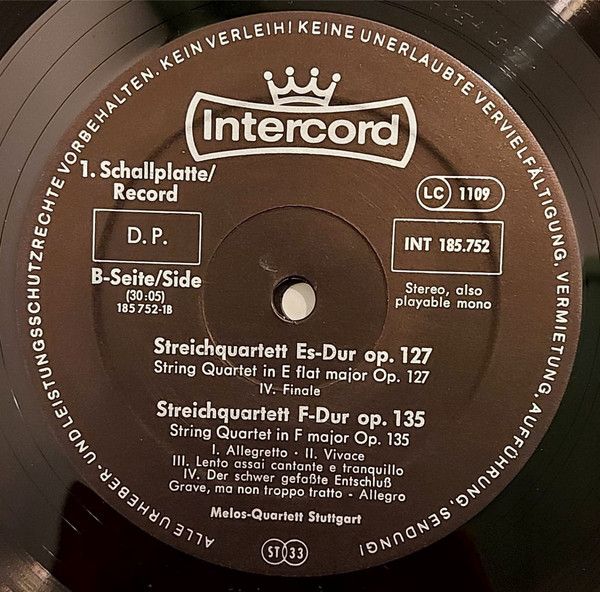 ALLE URHEBER- UND LEISTUNGSSCHUTZRECHTE VORBEHALTEN. KEIN VERLEIH! KEINE UNERLAUBTE VERVIELFÄLTIGUNG, VERMIETUNG, AUFFÜHRUNG, SENDUNG!
Intercord
1. Schallplatte/
Record
LC 1109
D.P.
INT 185.752
B-Seite/Side
(30:05)
185 752-1B
Stereo, also
playable mono
Streichquartett Es-Dur op. 127
String Quartet in E flat major Op. 127
IV. Finale
Streichquartett F-Dur op. 135
String Quartet in F major Op. 135
I. Allegretto - II. Vivace
III. Lento assai cantante e tranquillo
IV. Der schwer gefaßte Entschluß
Grave, ma non troppo tratto - Allegro
Melos-Quartett Stuttgart
ST 33